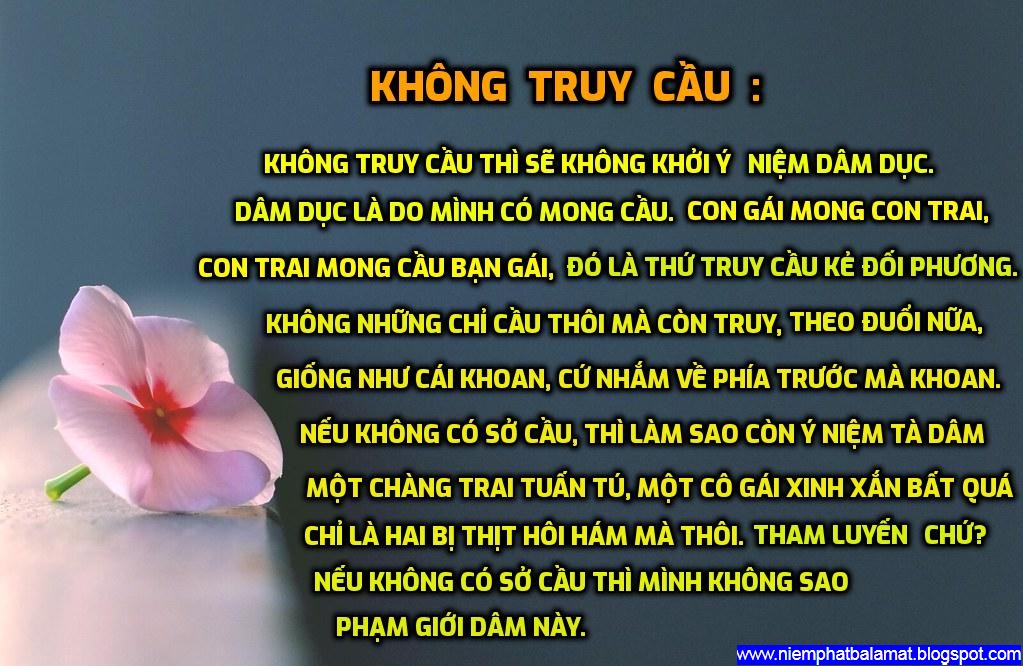 KHÔNG TRUY CẦU :
KHÔNG TRUY CẦU THÌ SẼ KHÔNG KHỞI Ý NIỆM DÂM DỤC.
DÂM DỤC LÀ DO MÌNH CÓ MONG CẦU. CON GÁI MONG CON TRAI,
CON TRAI MONG CẦU BẠN GÁI, ĐÓ LÀ THỨ TRUY CẦU KẺ ĐỐI PHƯƠNG.
KHÔNG NHỮNG CHỈ CẦU THÔI MÀ CÒN TRUY, THEO ĐUỔI NỮA,
GIỐNG NHƯ CÁI KHOAN, CỨ NHẮM VỀ PHÍA TRƯỚC MÀ KHOAN.
NẾU KHÔNG CÓ SỞ CẦU, THÌ LÀM SAO CÒN Ý NIỆM TÀ DÂM
MỘT CHÀNG TRAI TUẤN TÚ, MỘT CÔ GÁI XINH XẮN BẤT QUÁ
CHỈ LÀ HAI BỊ THỊT HÔI HÁM MÀ THÔI. THAM LUYẾN CHỨ?
NẾU KHÔNG CÓ SỞ CẦU THÌ MÌNH KHÔNG SAO
PHẠM GIỚI DÂM NÀY.
www.niemphatbalamat.blogspot.com